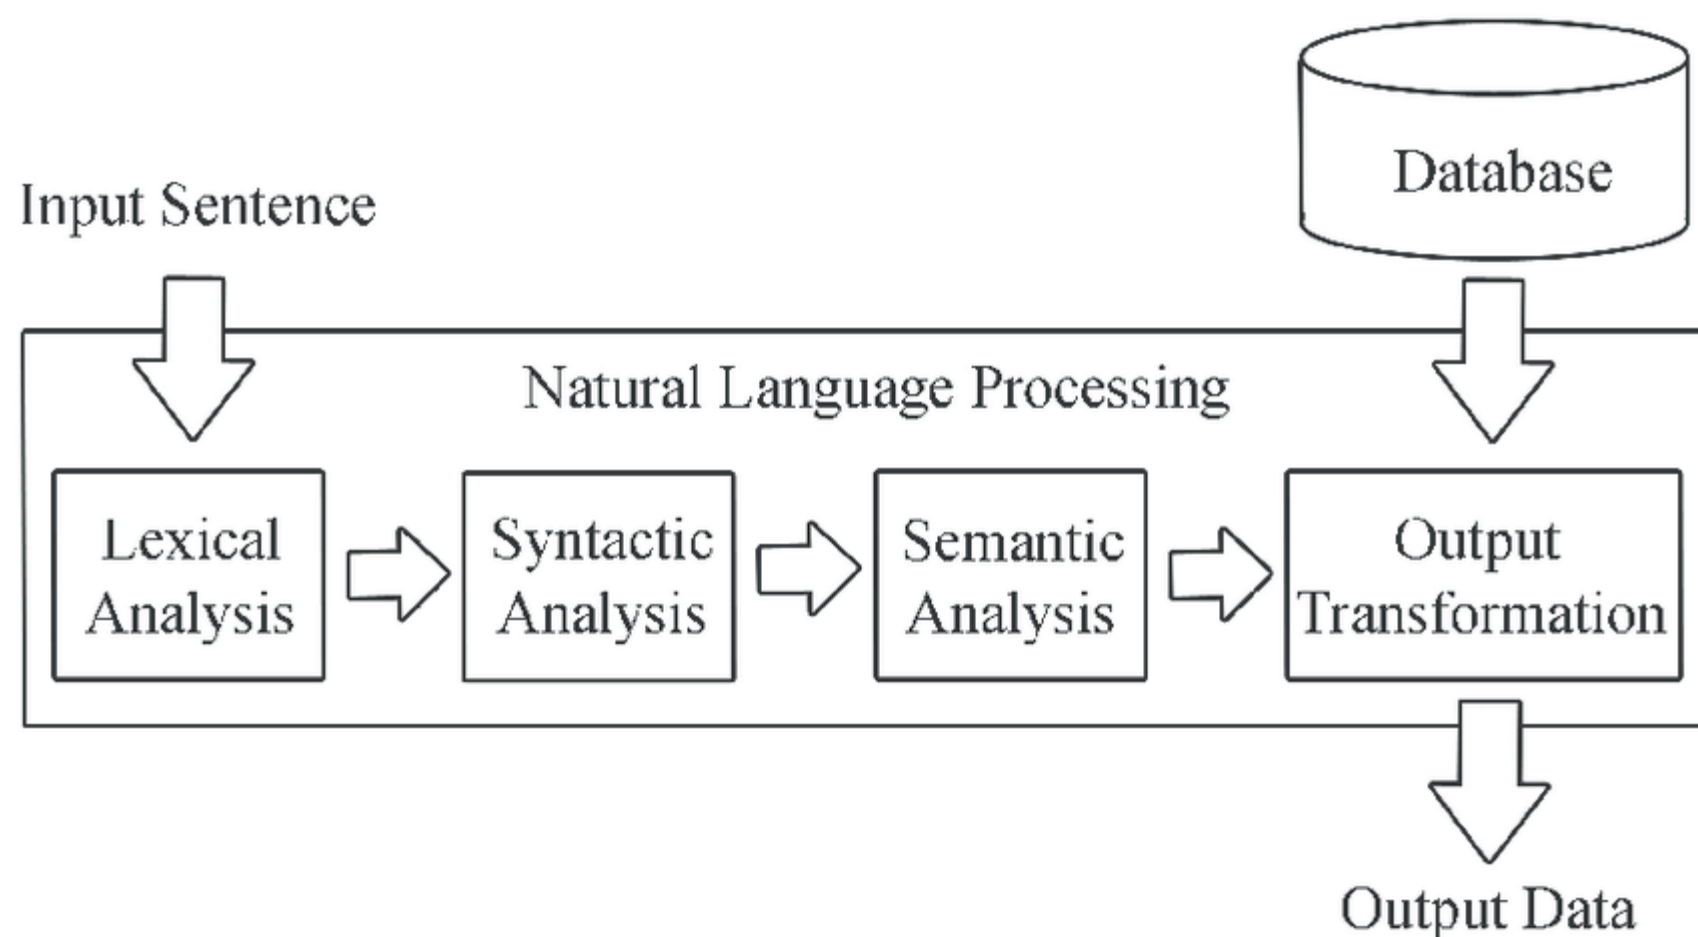 Database
Input Sentence
Natural Language Processing
Lexical
Analysis
Syntactic
Analysis
Semantic
Analysis
Output
Transformation
Output Data